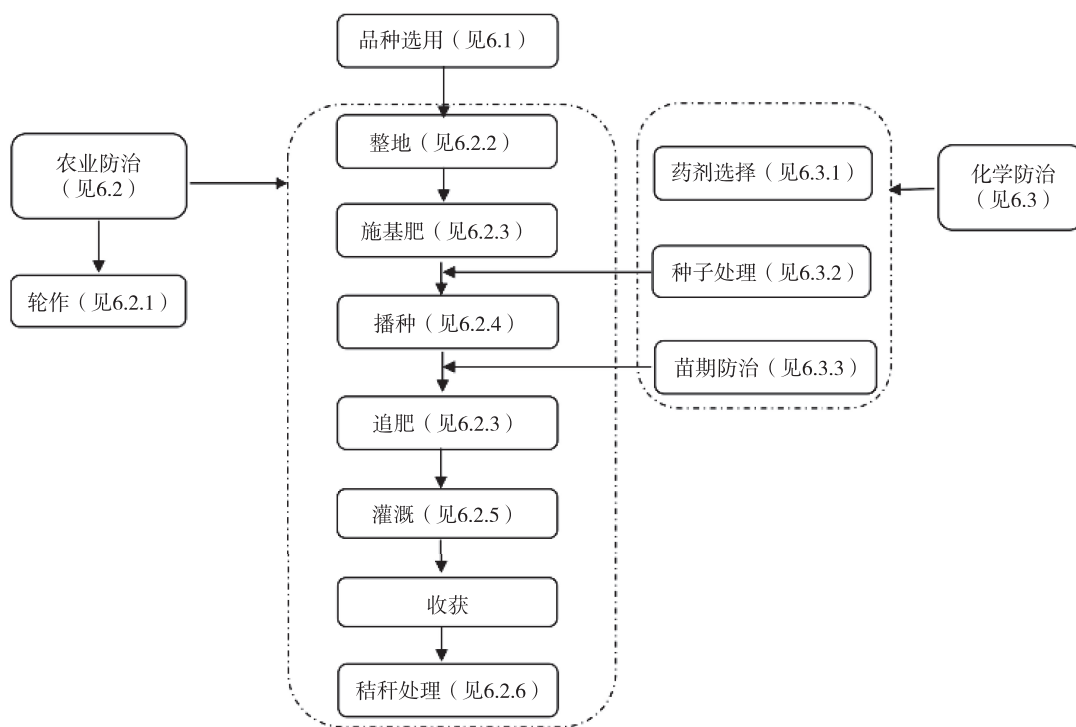 品种选用（见6.1）
整地（见6.2.2）
农业防治
（见6.2）
药剂选择（见6.3.1）
化学防治
（见6.3）
施基肥（见6.2.3）
种子处理（见6.3.2）
轮作（见6.2.1）
播种（见6.2.4）
苗期防治（见6.3.3）
追肥（见6.2.3）
灌溉（见6.2.5）
收获
秸秆处理（见6.2.6）